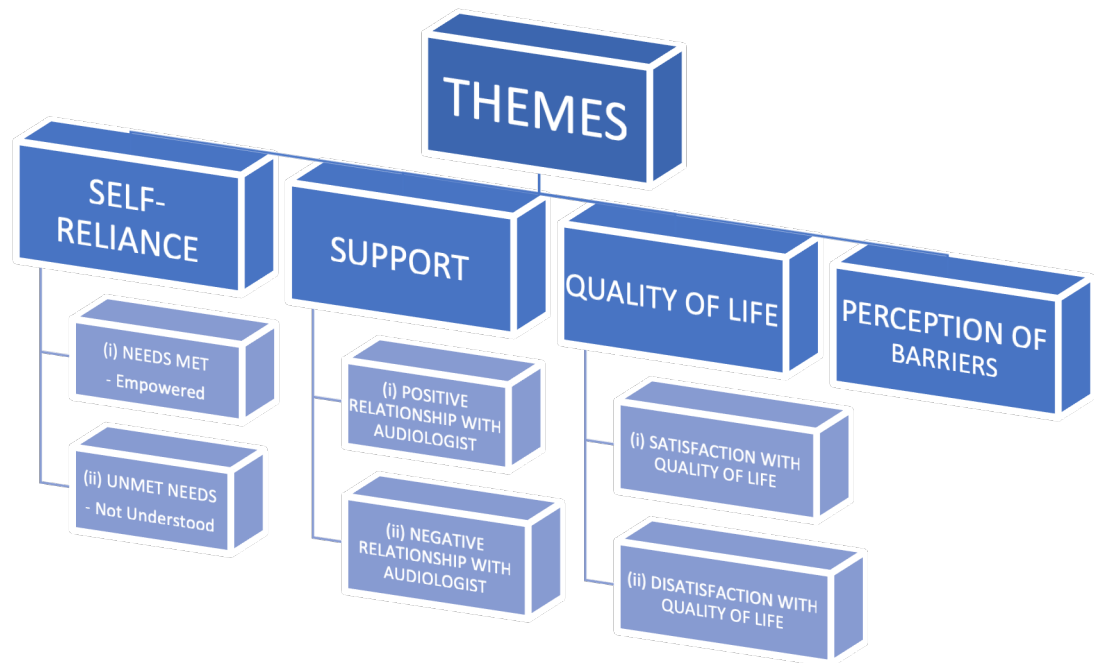 THEMES
SELF-
RELIANCE
(i) NEEDS MET
- Empowered
(ii) UNMET NEEDS
- Not Understood
SUPPORT
(i) POSITIVE
RELATIONSHIP WITH
AUDIOLOGIST
(ii) NEGATIVE
RELATIONSHIP WITH
AUDIOLOGIST
QUALITY OF LIFE
(i) SATISFACTION WITH
QUALITY OF LIFE
(ii) DISATISFACTION WITH
QUALITY OF LIFE
PERCEPTION OF
BARRIERS